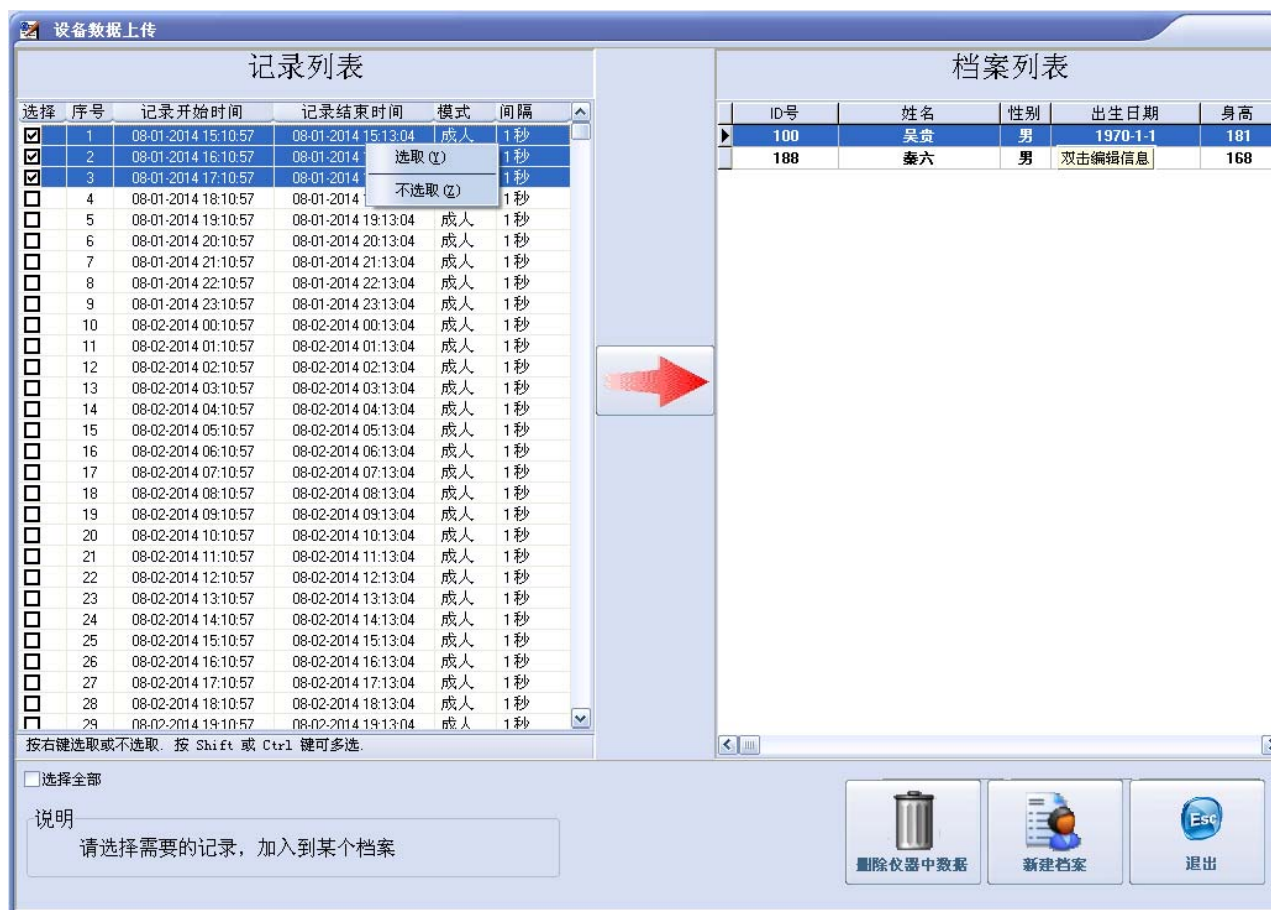 设备数据上传
记录列表
选择 序号 记录开始时间 记录结束时间 模式 间隔
1 08-01-2014 15:10:57 08-01-2014 15:13:04 成人 1秒
2 08-01-2014 16:10:57 08-01-2014 1秒
3 08-01-2014 17:10:57 08-01-2014 1秒
4 08-01-2014 18:10:57 08-01-2014 1秒
5 08-01-2014 19:10:57 08-01-2014 19:13:04 成人 1秒
6 08-01-2014 20:10:57 08-01-2014 20:13:04 成人 1秒
7 08-01-2014 21:10:57 08-01-2014 21:13:04 成人 1秒
8 08-01-2014 22:10:57 08-01-2014 22:13:04 成人 1秒
9 08-01-2014 23:10:57 08-01-2014 23:13:04 成人 1秒
10 08-02-2014 00:10:57 08-02-2014 00:13:04 成人 1秒
11 08-02-2014 01:10:57 08-02-2014 01:13:04 成人 1秒
12 08-02-2014 02:10:57 08-02-2014 02:13:04 成人 1秒
13 08-02-2014 03:10:57 08-02-2014 03:13:04 成人 1秒
14 08-02-2014 04:10:57 08-02-2014 04:13:04 成人 1秒
15 08-02-2014 05:10:57 08-02-2014 05:13:04 成人 1秒
16 08-02-2014 06:10:57 08-02-2014 06:13:04 成人 1秒
17 08-02-2014 07:10:57 08-02-2014 07:13:04 成人 1秒
18 08-02-2014 08:10:57 08-02-2014 08:13:04 成人 1秒
19 08-02-2014 09:10:57 08-02-2014 09:13:04 成人 1秒
20 08-02-2014 10:10:57 08-02-2014 10:13:04 成人 1秒
21 08-02-2014 11:10:57 08-02-2014 11:13:04 成人 1秒
22 08-02-2014 12:10:57 08-02-2014 12:13:04 成人 1秒
23 08-02-2014 13:10:57 08-02-2014 13:13:04 成人 1秒
24 08-02-2014 14:10:57 08-02-2014 14:13:04 成人 1秒
25 08-02-2014 15:10:57 08-02-2014 15:13:04 成人 1秒
26 08-02-2014 16:10:57 08-02-2014 16:13:04 成人 1秒
27 08-02-2014 17:10:57 08-02-2014 17:13:04 成人 1秒
28 08-02-2014 18:10:57 08-02-2014 18:13:04 成人 1秒
29 08-02-2014 19:10:57 08-02-2014 19:13:04 成人 1秒
选取(Y)
不选取(Z)
按右键选取或不选取. 按 Shift 或 Ctrl 键可多选.
档案列表
ID号 姓名 性别 出生日期 身高
100 吴贵 男 1970-1-1 181
188 秦六 男 168
双击编辑信息
选择全部
说明
请选择需要的记录，加入到某个档案
删除仪器中数据
新建档案
Esc
退出